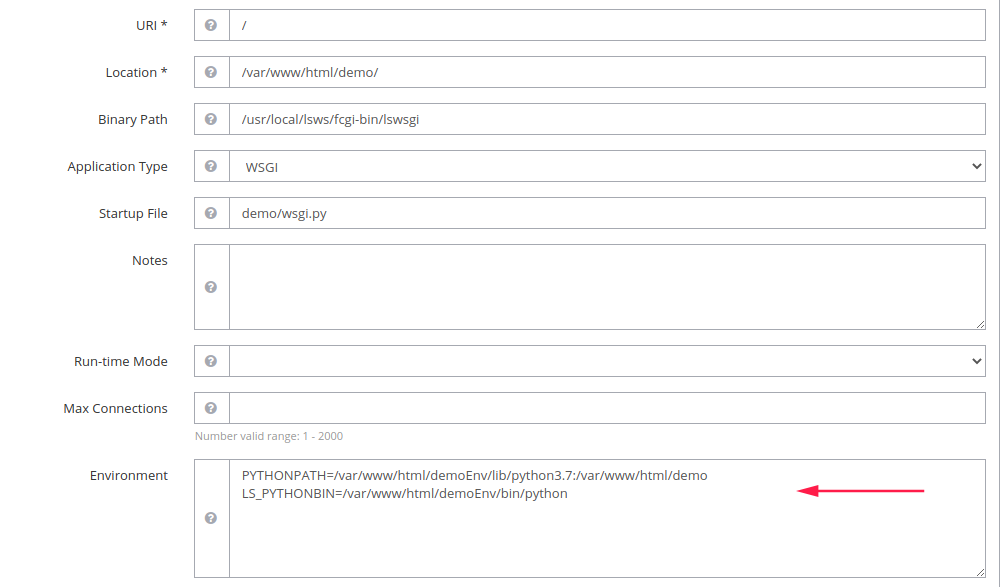 URI * /
Location * /var/www/html/demo/
Binary Path /usr/local/lsws/fcgi-bin/lswsgi
Application Type WSGI
Startup File demo/wsgi.py
Notes
Run-time Mode
Max Connections
Number valid range: 1 - 2000
Environment PYTHONPATH=/var/www/html/demoEnv/lib/python3.7:/var/www/html/demo
LS_PYTHONBIN=/var/www/html/demoEnv/bin/python